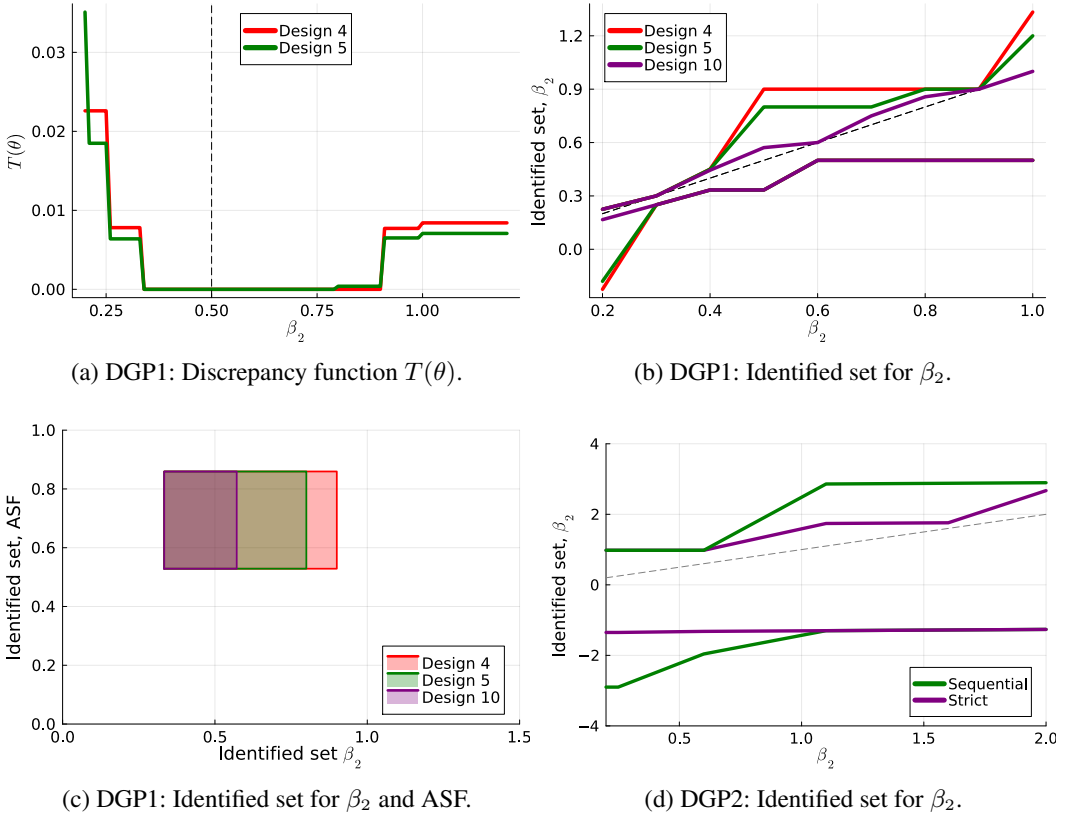 Design 4
Design 5
0.03
0.02
0.01
0.00
T(θ)
0.25
0.50
0.75
1.00
β₂
(a) DGP1: Discrepancy function T(θ).
Design 4
Design 5
Design 10
1.2
0.9
0.6
0.3
0.0
Identified set, β₂
0.2
0.4
0.6
0.8
1.0
β₂
(b) DGP1: Identified set for β₂.
1.0
0.8
0.6
0.4
0.2
0.0
Identified set, ASF
Design 4
Design 5
Design 10
0.0
0.5
1.0
1.5
Identified set β₂
(c) DGP1: Identified set for β₂ and ASF.
4
2
0
−2
−4
Identified set, β₂
Sequential
Strict
0.5
1.0
1.5
2.0
β₂
(d) DGP2: Identified set for β₂.